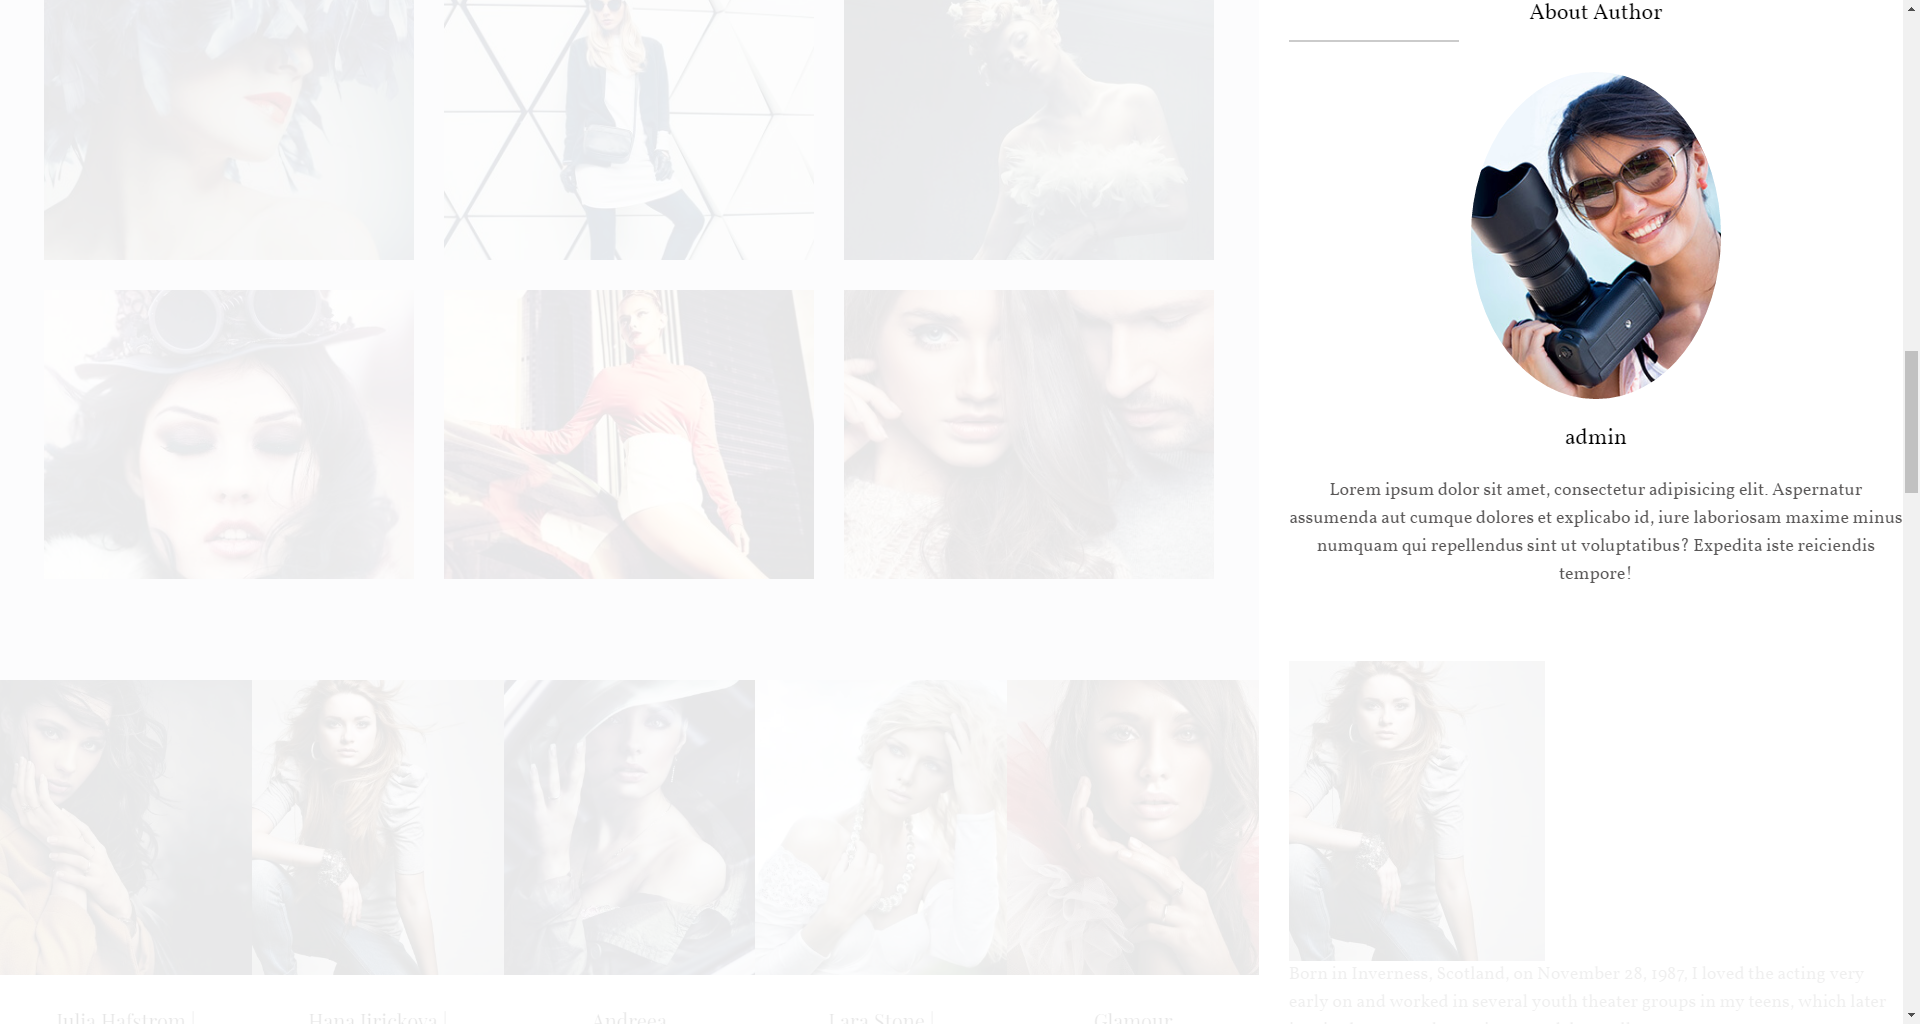 About Author
admin
Lorem ipsum dolor sit amet, consectetur adipisicing elit. Aspernatur
assumenda aut cumque dolores et explicabo id, iure laboriosam maxime minus
numquam qui repellendus sint ut voluptatibus? Expedita iste reiciendis
tempore!
Born in Inverness, Scotland, on November 28, 1987, I loved the acting very
early on and worked in several youth theater groups in my teens, which later
Julia Hafstrom |
Hana Jirickova |
Andreea
Lara Stone |
Glamour